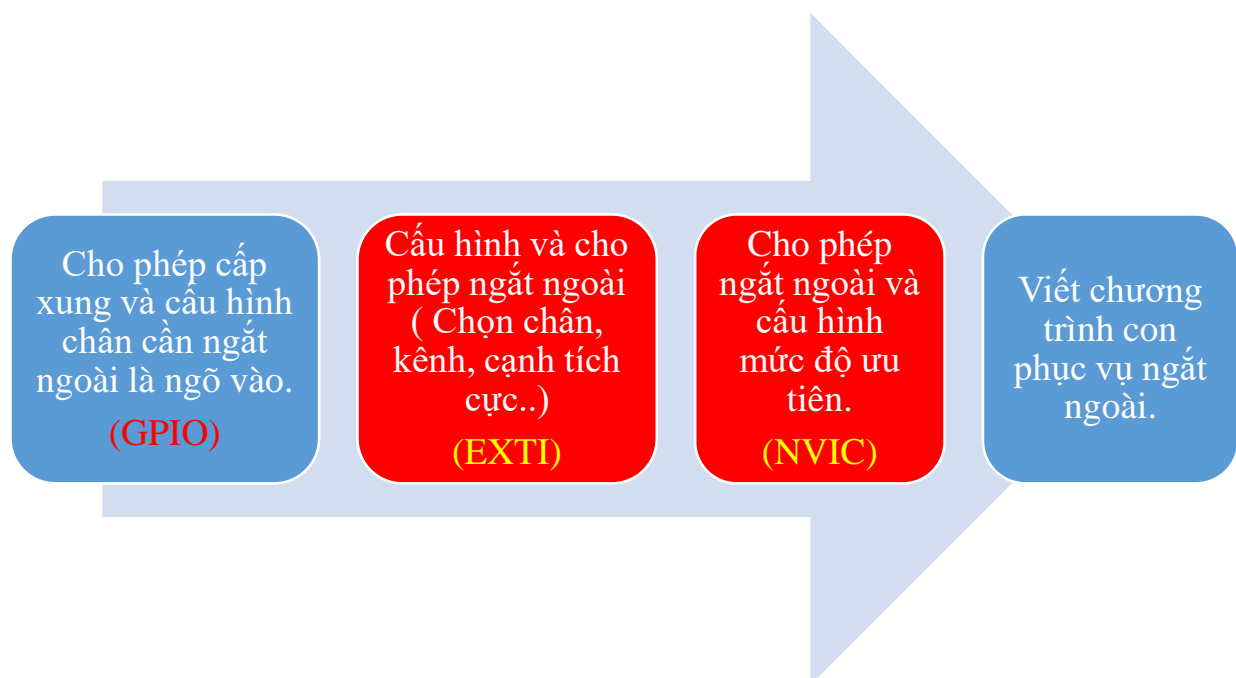 Cho phép cấp
xung và cấu hình
chân cần ngắt
ngoài là ngõ vào.
(GPIO)
Cấu hình và cho
phép ngắt ngoài
( Chọn chân,
kênh, cạnh tích
cực..)
(EXTI)
Cho phép
ngắt ngoài và
cấu hình
mức độ ưu
tiên.
(NVIC)
Viết chương
trình con
phục vụ ngắt
ngoài.